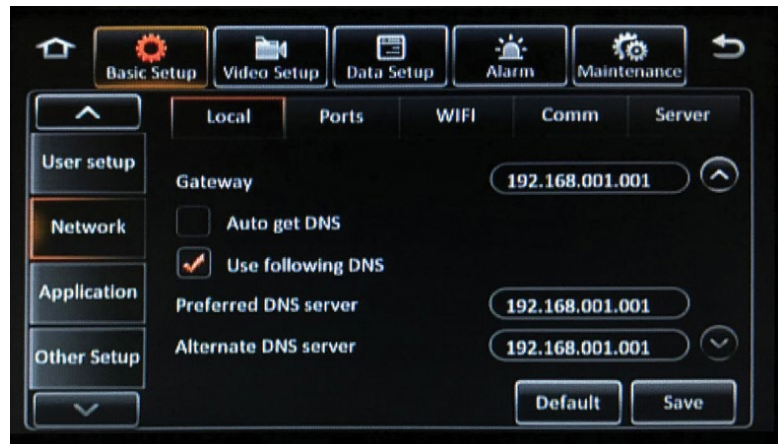 Basic Setup Video Setup Data Setup Alarm Maintenance
Local Ports WIFI Comm Server
User setup
Gateway 192.168.001.001
Network
Auto get DNS
Use following DNS
Application
Preferred DNS server 192.168.001.001
Other Setup
Alternate DNS server 192.168.001.001
Default Save